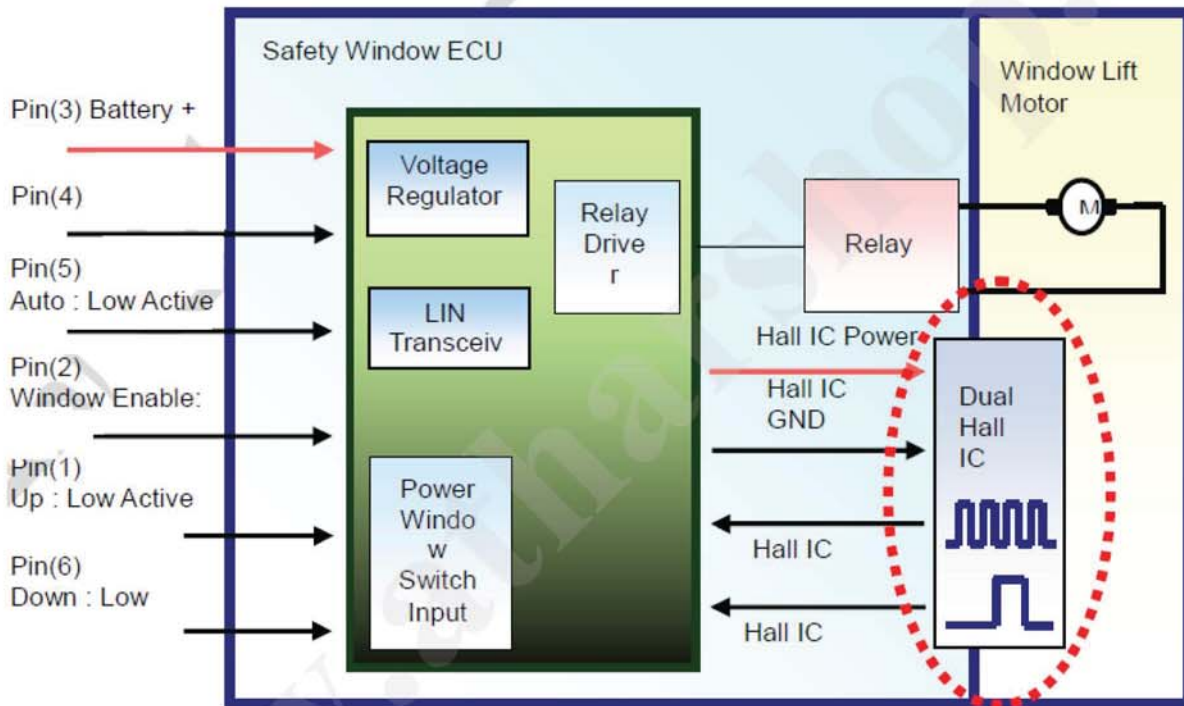 Safety Window ECU
Window Lift
Motor
Pin(3) Battery +
Pin(4)
Pin(5)
Auto : Low Active
Pin(2)
Window Enable:
Pin(1)
Up : Low Active
Pin(6)
Down : Low
Voltage
Regulator
LIN
Transceiv
Power
Windo
w
Switch
Input
Relay
Drive
r
Relay
M
Hall IC Power
Hall IC
GND
Hall IC
Hall IC
Dual
Hall
IC